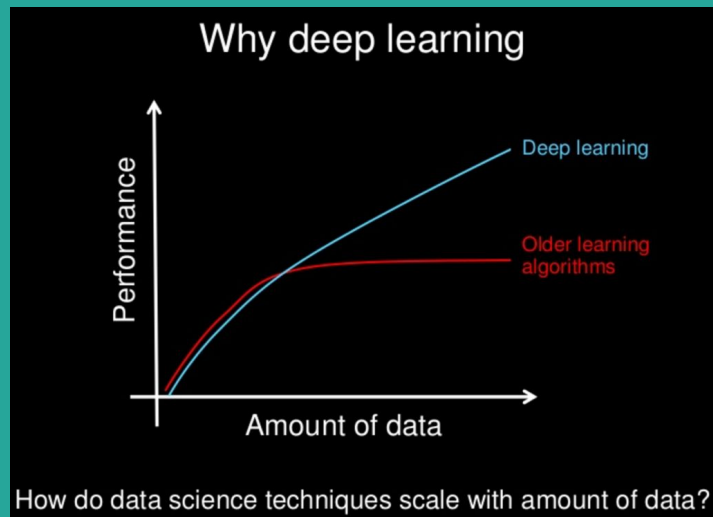 Why deep learning
Performance
Deep learning
Older learning
algorithms
Amount of data
How do data science techniques scale with amount of data?